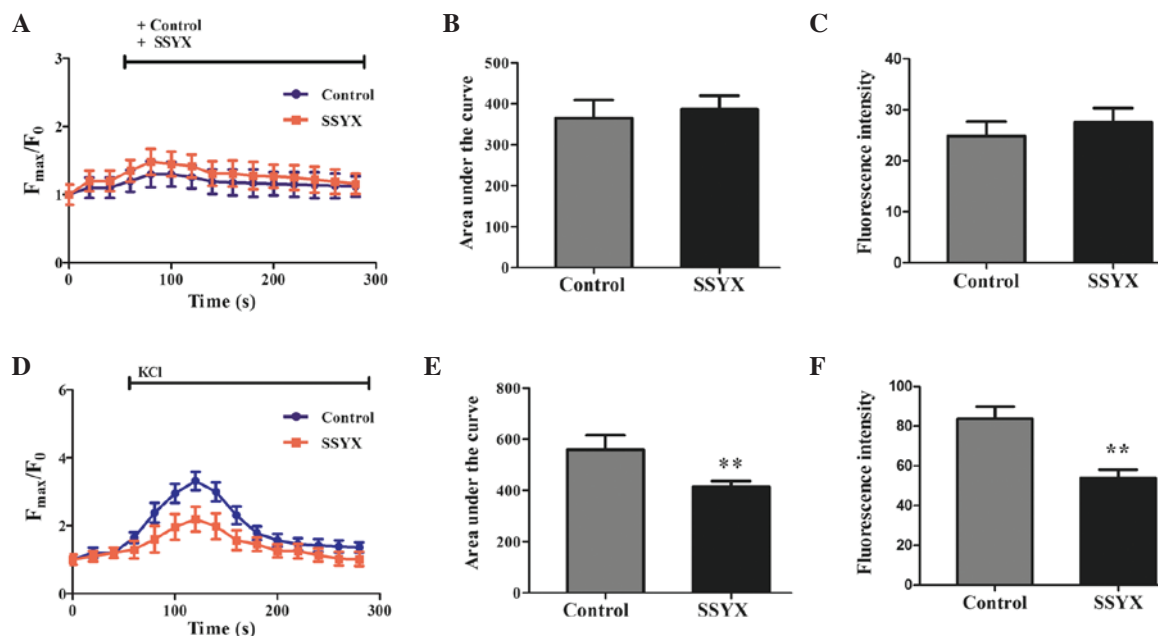 A
+ Control
+ SSYX
3
2
1
0
Fmax/F0
Control
SSYX
0 100 200 300
Time (s)
B
500
400
300
200
100
0
Area under the curve
Control SSYX
C
40
30
20
10
0
Fluorescence intensity
Control SSYX
D
KCl
6
4
2
0
Fmax/F0
Control
SSYX
0 100 200 300
Time (s)
E
800
600
400
200
0
Area under the curve
**
Control SSYX
F
100
80
60
40
20
0
Fluorescence intensity
**
Control SSYX